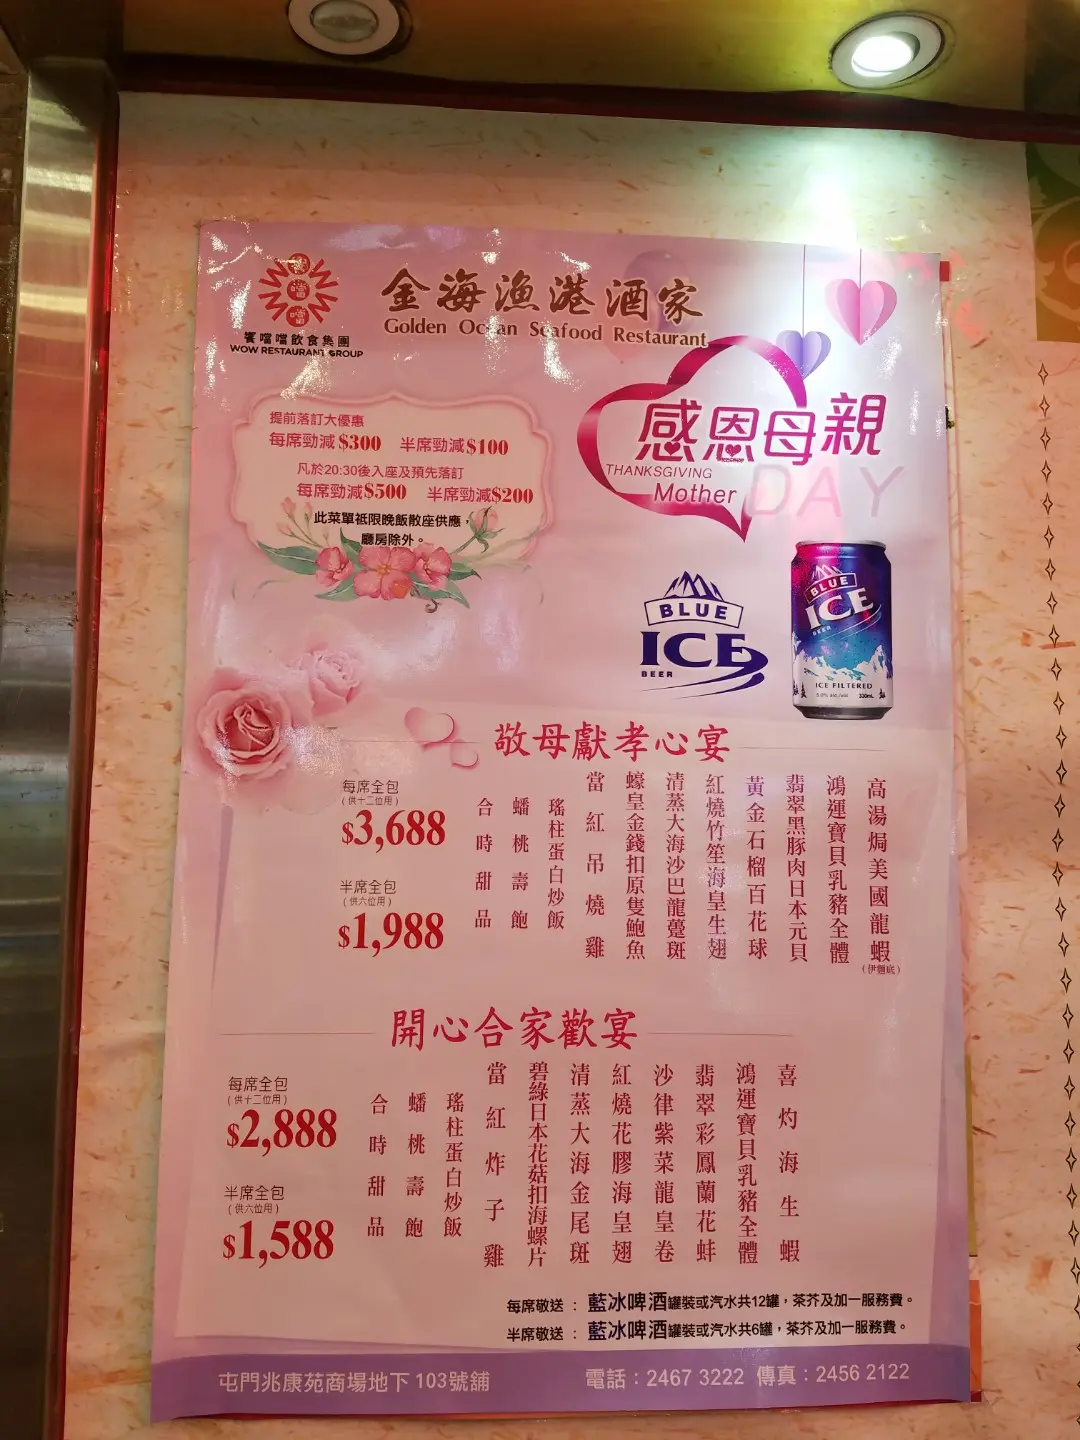 饗噹噹飲食集團
WOW RESTAURANT GROUP
金海漁港酒家
Golden Ocean Seafood Restaurant
提前落訂大優惠
每席勁減$300 半席勁減$100
凡於20:30後入座及預先落訂
每席勁減$500 半席勁減$200
此菜單祗限晚飯散座供應，
廳房除外。
感恩母親
THANKSGIVING
Mother DAY
BLUE
ICE
BEER
BLUE
ICE
BEER
ICE FILTERED
330mL
敬母獻孝心宴
高湯焗美國龍蝦
(伊麵底)
鴻運寶貝乳豬全體
翡翠黑豚肉日本元貝
黃金石榴百花球
紅燒竹笙海皇生翅
清蒸大海沙巴龍躉斑
蠔皇金錢扣原隻鮑魚
當紅吊燒雞
瑤柱蛋白炒飯
蟠桃壽飽
合時甜品
每席全包
(供十二位用)
$3,688
半席全包
(供六位用)
$1,988
開心合家歡宴
喜灼海生蝦
鴻運寶貝乳豬全體
翡翠彩鳳蘭花蚌
沙律紫菜龍皇卷
紅燒花膠海皇翅
清蒸大海金尾斑
碧綠日本花菇扣海螺片
當紅炸子雞
瑤柱蛋白炒飯
蟠桃壽飽
合時甜品
每席全包
(供十二位用)
$2,888
半席全包
(供六位用)
$1,588
每席敬送 ： 藍冰啤酒罐裝或汽水共12罐，茶芥及加一服務費。
半席敬送 ： 藍冰啤酒罐裝或汽水共6罐，茶芥及加一服務費。
屯門兆康苑商場地下 103號舖
電話：2467 3222 傳真：2456 2122